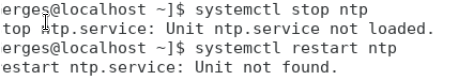 erges@localhost ~]$ systemctl stop ntp
top ntp.service: Unit ntp.service not loaded.
erges@localhost ~]$ systemctl restart ntp
estart ntp.service: Unit not found.